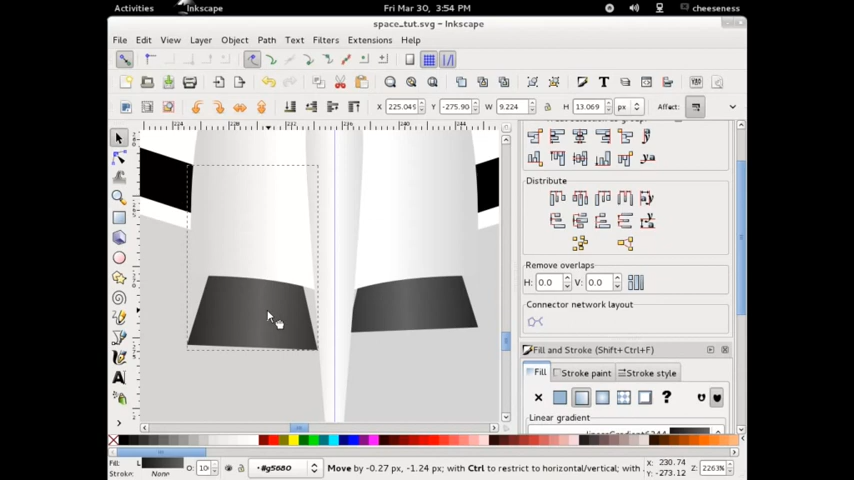 Activities Inkscape Fri Mar 30, 3:54 PM cheeseness
space_tut.svg - Inkscape
File Edit View Layer Object Path Text Filters Extensions Help
X 225.049 Y -275.90 W 9.224 H 13.069 px Affect:
Distribute
Remove overlaps
H: 0.0 V: 0.0
Connector network layout
Fill and Stroke (Shift+Ctrl+F)
Fill Stroke paint Stroke style
Linear gradient
Fill: O: 10 #g5680 Move by -0.27 px, -1.24 px; with Ctrl to restrict to horizontal/vertical; with X: 230.74 Z: 2263%
Stroke: None Y: -273.12